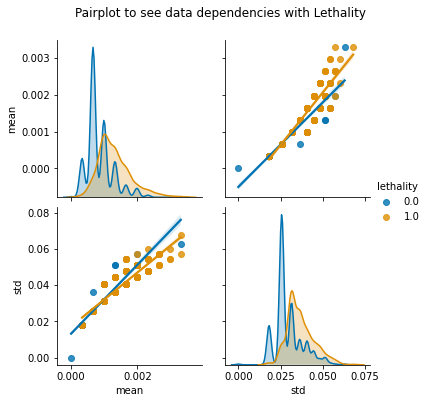 Pairplot to see data dependencies with Lethality
0.003
0.002
0.001
0.000
mean
lethality
0.0
1.0
0.08
0.06
0.04
0.02
0.00
std
0.000 0.002
mean
0.000 0.025 0.050 0.075
std